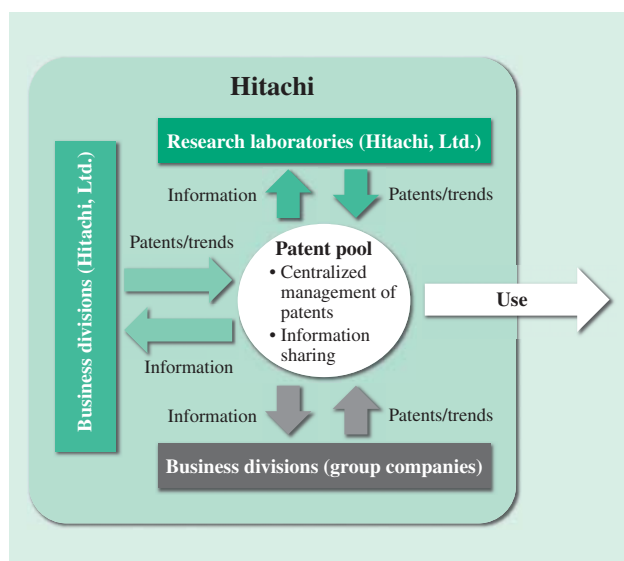 Hitachi
Research laboratories (Hitachi, Ltd.)
Information
Patents/trends
Business divisions (Hitachi, Ltd.)
Patents/trends
Information
Patent pool
• Centralized
management of
patents
• Information
sharing
Use
Information
Patents/trends
Business divisions (group companies)